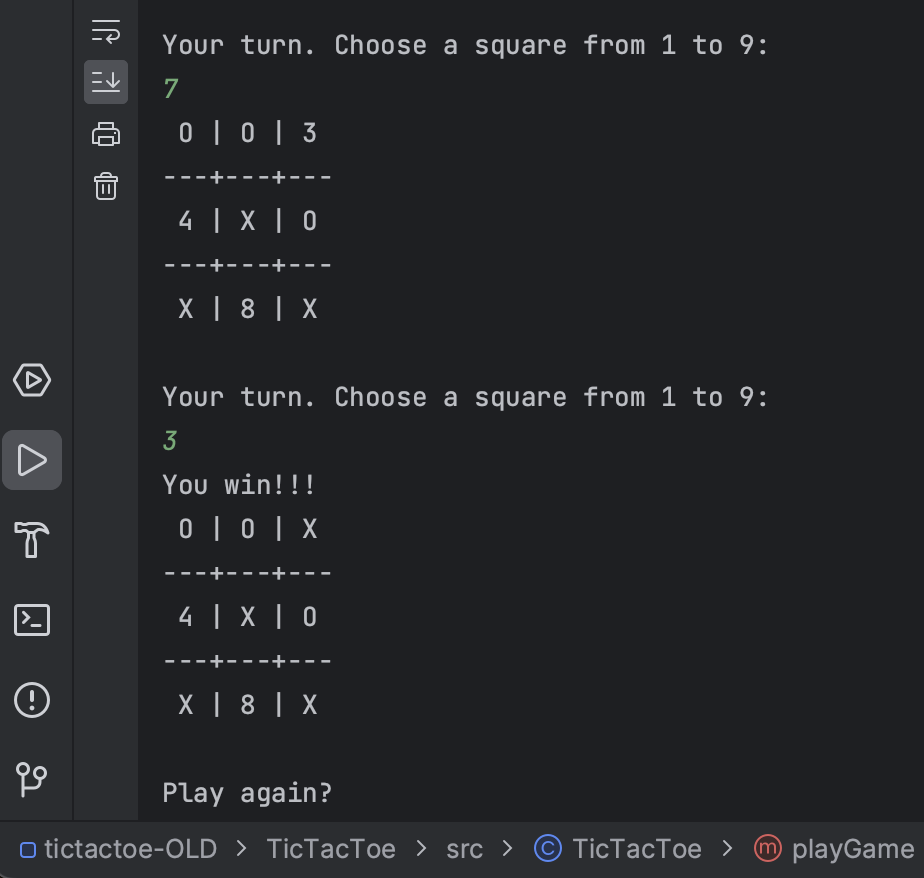 Your turn. Choose a square from 1 to 9:
7
 O | O | 3
---+---+---
 4 | X | O
---+---+---
 X | 8 | X
Your turn. Choose a square from 1 to 9:
3
You win!!!
 O | O | X
---+---+---
 4 | X | O
---+---+---
 X | 8 | X
Play again?
tictactoe-OLD > TicTacToe > src > C TicTacToe > m playGame